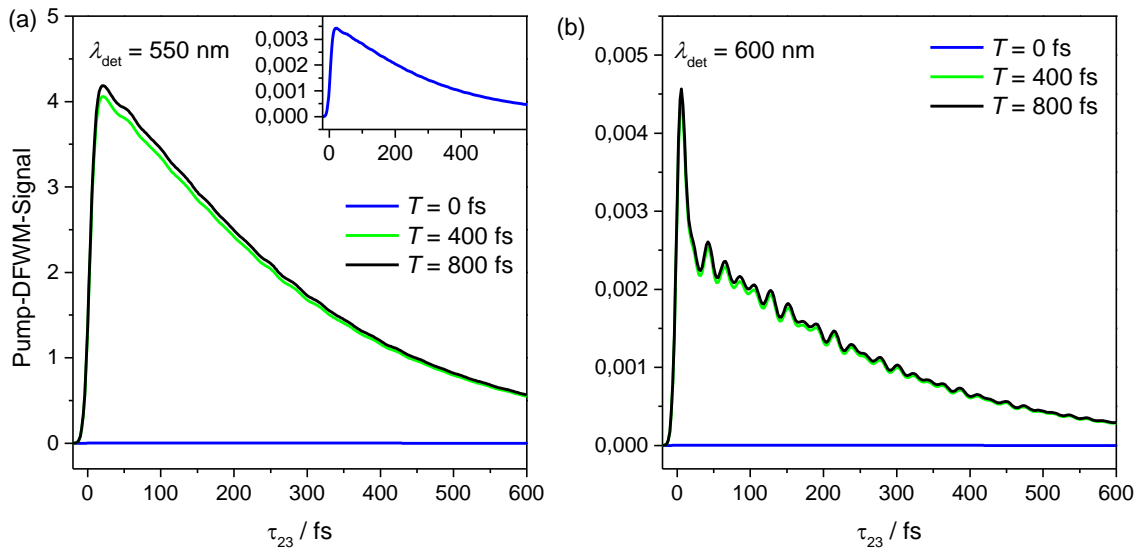 (a)
λdet = 550 nm
Pump-DFWM-Signal
5
4
3
2
1
0
0 100 200 300 400 500 600
τ23 / fs
0,003
0,002
0,001
0,000
0 200 400
T = 0 fs
T = 400 fs
T = 800 fs
(b)
λdet = 600 nm
0,005
0,004
0,003
0,002
0,001
0,000
0 100 200 300 400 500 600
τ23 / fs
T = 0 fs
T = 400 fs
T = 800 fs